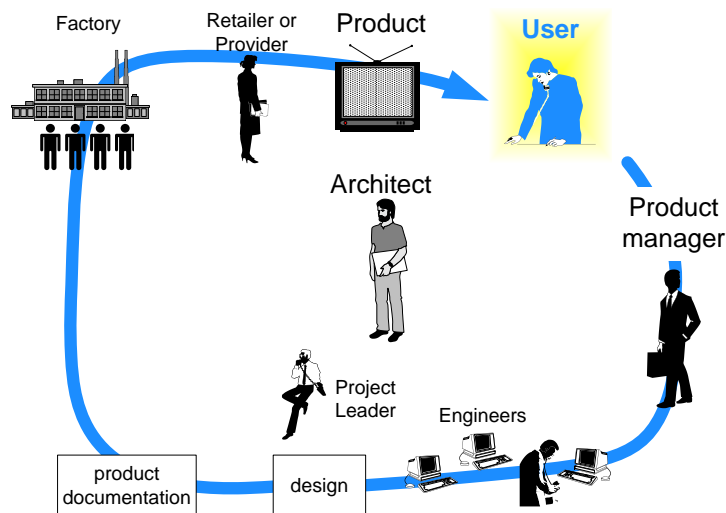 Factory
Retailer or
Provider
Product
User
Architect
Product
manager
Project
Leader
Engineers
product
documentation
design